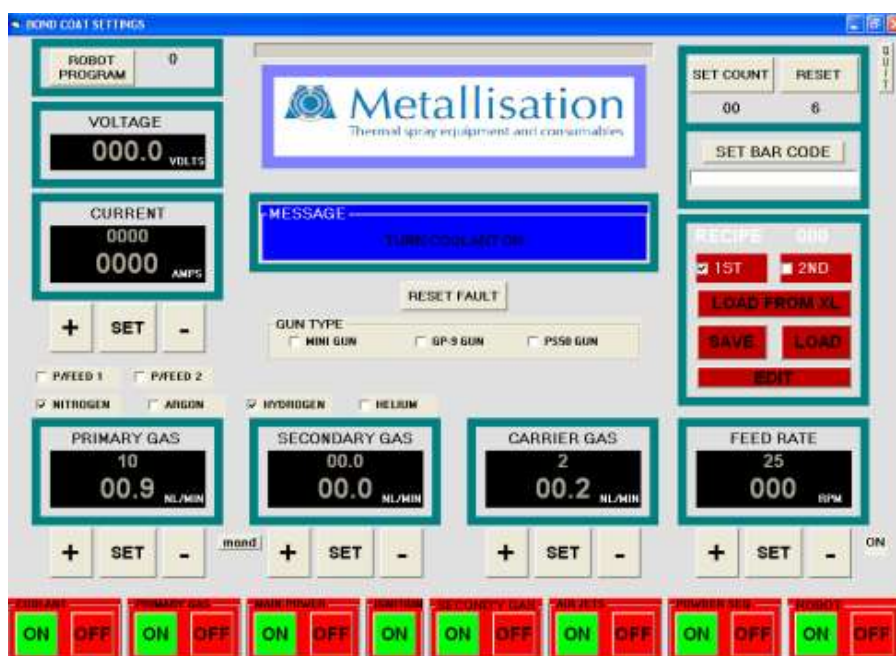 BOND COAT SETTINGS
QUIT
ROBOT PROGRAM 0
VOLTAGE
000.0 VOLTS
CURRENT
0000
0000 AMPS
+ SET -
Metallisation
Thermal spray equipment and consumables
MESSAGE
TURN COOLANT ON
RESET FAULT
GUN TYPE
MINI GUN GP-9 GUN PS50 GUN
SET COUNT RESET
00 6
SET BAR CODE
RECIPE 000
1ST 2ND
LOAD FROM XL
SAVE LOAD
EDIT
P/FEED 1 P/FEED 2
NITROGEN ARGON HYDROGEN HELIUM
PRIMARY GAS
10
00.9 NL/MIN
+ SET -
mond
SECONDARY GAS
00.0
00.0 NL/MIN
+ SET -
CARRIER GAS
2
00.2 NL/MIN
+ SET -
FEED RATE
25
000 RPM
+ SET -
ON
COOLANT PRIMARY GAS MAIN POWER IGNITION SECONDRY GAS AUX JETS POWDER SEQ ROBOT
ON OFF ON OFF ON OFF ON OFF ON OFF ON OFF ON OFF ON OFF